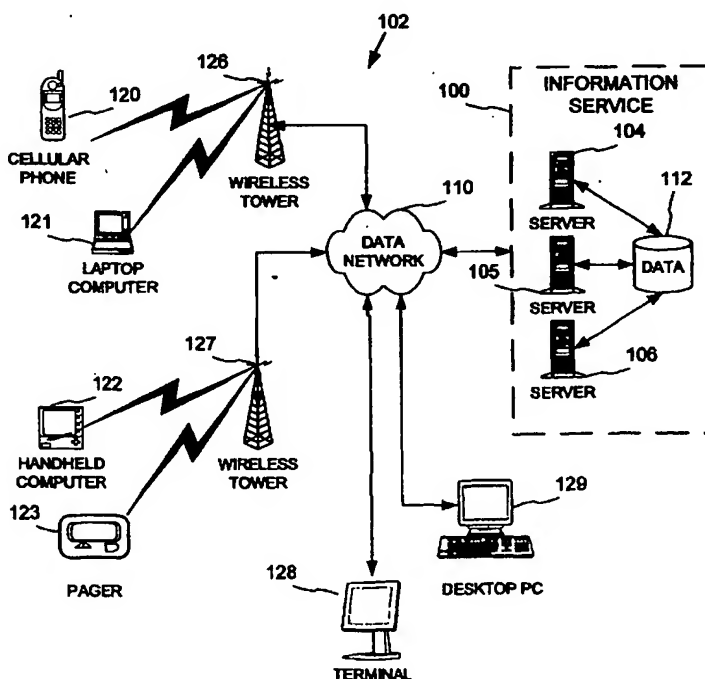 102
126
120
CELLULAR
PHONE
WIRELESS
TOWER
121
LAPTOP
COMPUTER
110
DATA
NETWORK
100
INFORMATION
SERVICE
104
SERVER
112
DATA
105
SERVER
106
SERVER
127
122
HANDHELD
COMPUTER
WIRELESS
TOWER
123
PAGER
129
DESKTOP PC
128
TERMINAL